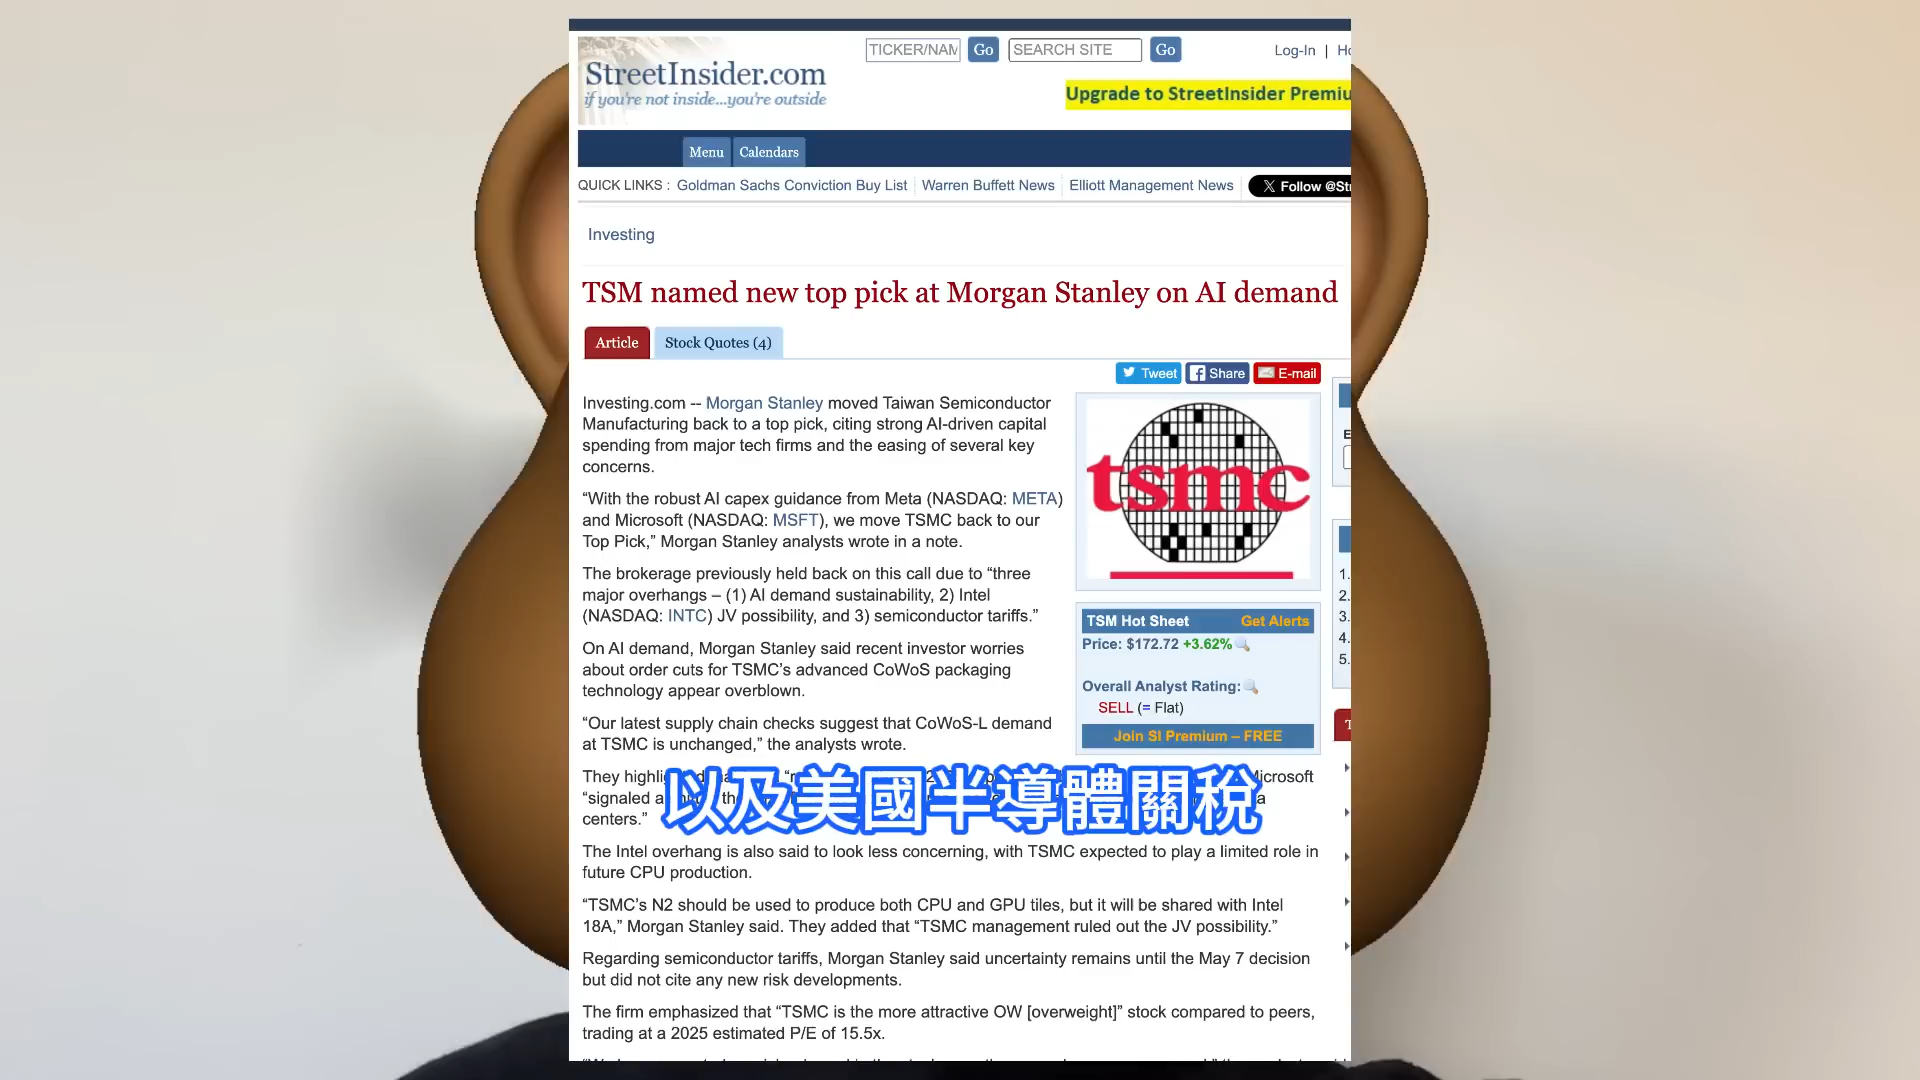 TICKER/NAM Go SEARCH SITE Go Log-In |
StreetInsider.com
if you're not inside...you're outside
Upgrade to StreetInsider
Menu Calendars
QUICK LINKS : Goldman Sachs Conviction Buy List Warren Buffett News Elliott Management News Follow
Investing
TSM named new top pick at Morgan Stanley on AI demand
Article Stock Quotes (4)
Tweet Share E-mail
Investing.com -- Morgan Stanley moved Taiwan Semiconductor
Manufacturing back to a top pick, citing strong AI-driven capital
spending from major tech firms and the easing of several key
concerns.
“With the robust AI capex guidance from Meta (NASDAQ: META)
and Microsoft (NASDAQ: MSFT), we move TSMC back to our
Top Pick,” Morgan Stanley analysts wrote in a note.
The brokerage previously held back on this call due to “three
major overhangs – (1) AI demand sustainability, 2) Intel
(NASDAQ: INTC) JV possibility, and 3) semiconductor tariffs.”
On AI demand, Morgan Stanley said recent investor worries
about order cuts for TSMC’s advanced CoWoS packaging
technology appear overblown.
“Our latest supply chain checks suggest that CoWoS-L demand
at TSMC is unchanged,” the analysts wrote.
tsmc
TSM Hot Sheet Get Alerts
Price: $172.72 +3.62%
Overall Analyst Rating:
SELL (= Flat)
Join SI Premium – FREE
1.
2.
3.
4.
5.
They
“signaled
centers.”
以及美國半導體關稅
The Intel overhang is also said to look less concerning, with TSMC expected to play a limited role in
future CPU production.
“TSMC’s N2 should be used to produce both CPU and GPU tiles, but it will be shared with Intel
18A,” Morgan Stanley said. They added that “TSMC management ruled out the JV possibility.”
Regarding semiconductor tariffs, Morgan Stanley said uncertainty remains until the May 7 decision
but did not cite any new risk developments.
The firm emphasized that “TSMC is the more attractive OW [overweight]” stock compared to peers,
trading at a 2025 estimated P/E of 15.5x.